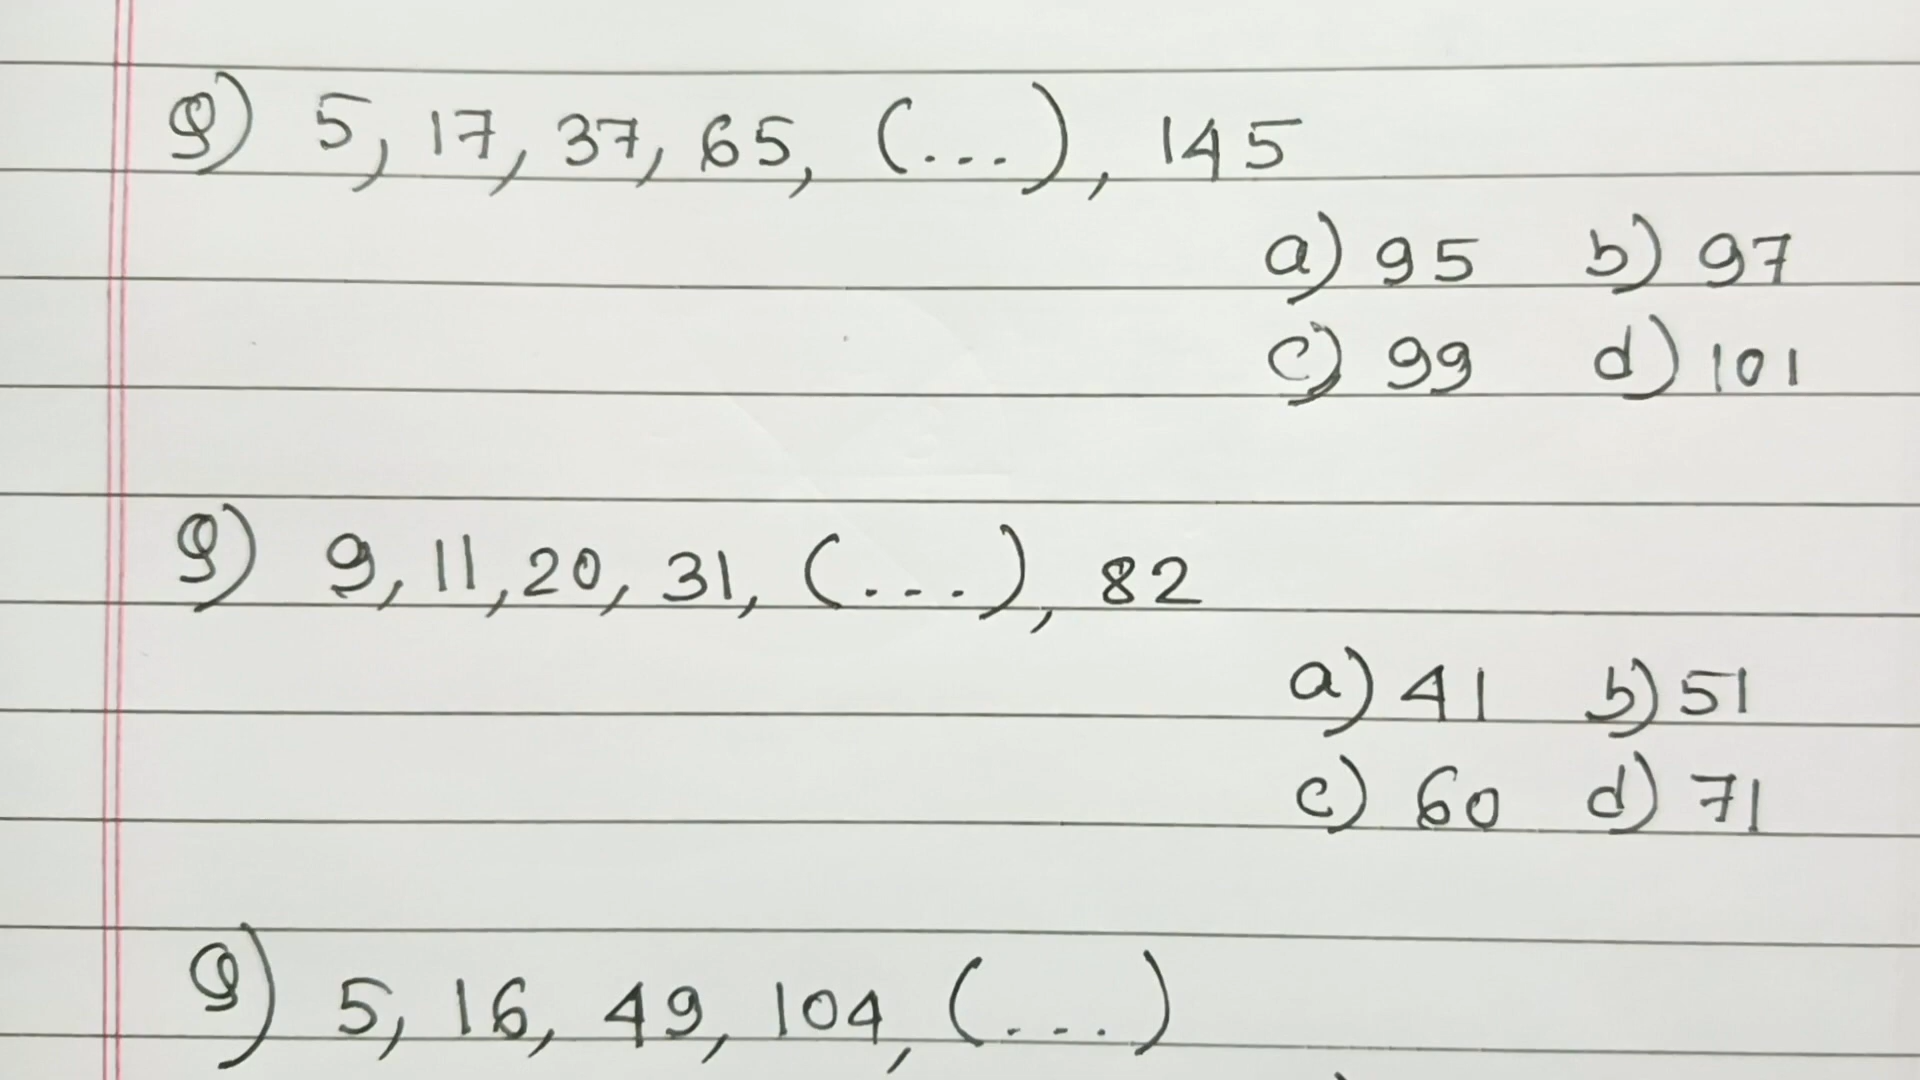 Q) 5, 17, 37, 65, (...), 145
a) 95 b) 97
c) 99 d) 101
Q) 9, 11, 20, 31, (...), 82
a) 41 b) 51
c) 60 d) 71
Q) 5, 16, 49, 104, (...)